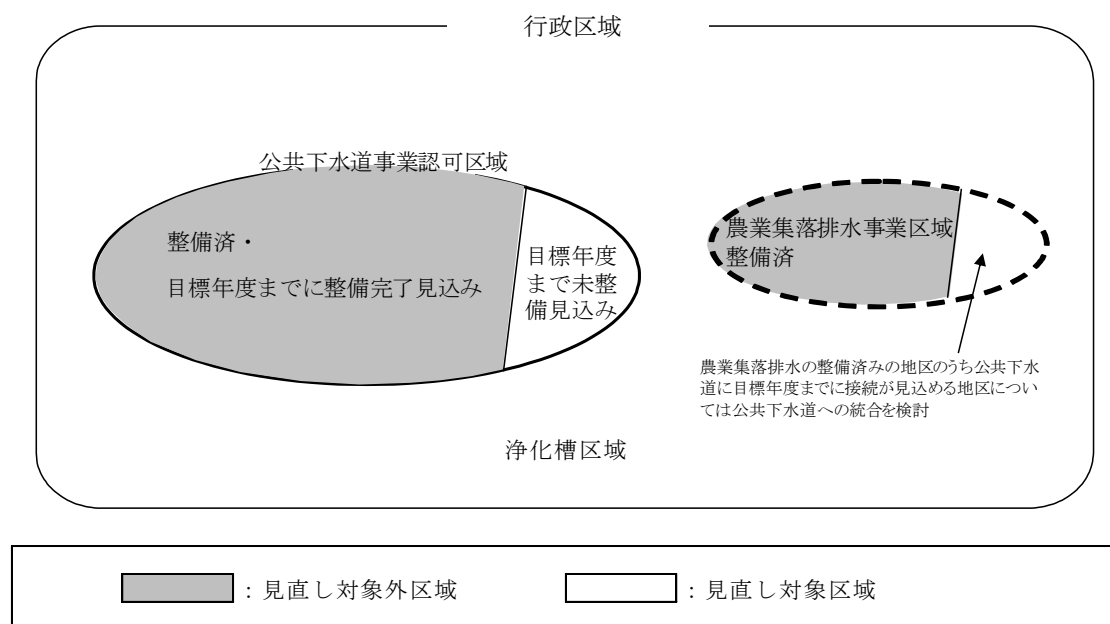 行政区域
公共下水道事業認可区域
整備済・
目標年度までに整備完了見込み
目標年度
まで未整
備見込み
農業集落排水事業区域
整備済
農業集落排水の整備済みの地区のうち公共下水
道に目標年度までに接続が見込める地区につい
ては公共下水道への統合を検討
浄化槽区域
：見直し対象外区域
：見直し対象区域